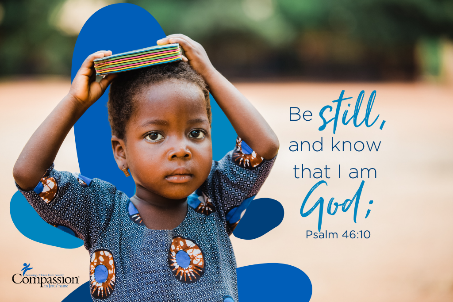 Be still,
and know
that I am
God;
Psalm 46:10
Compassion